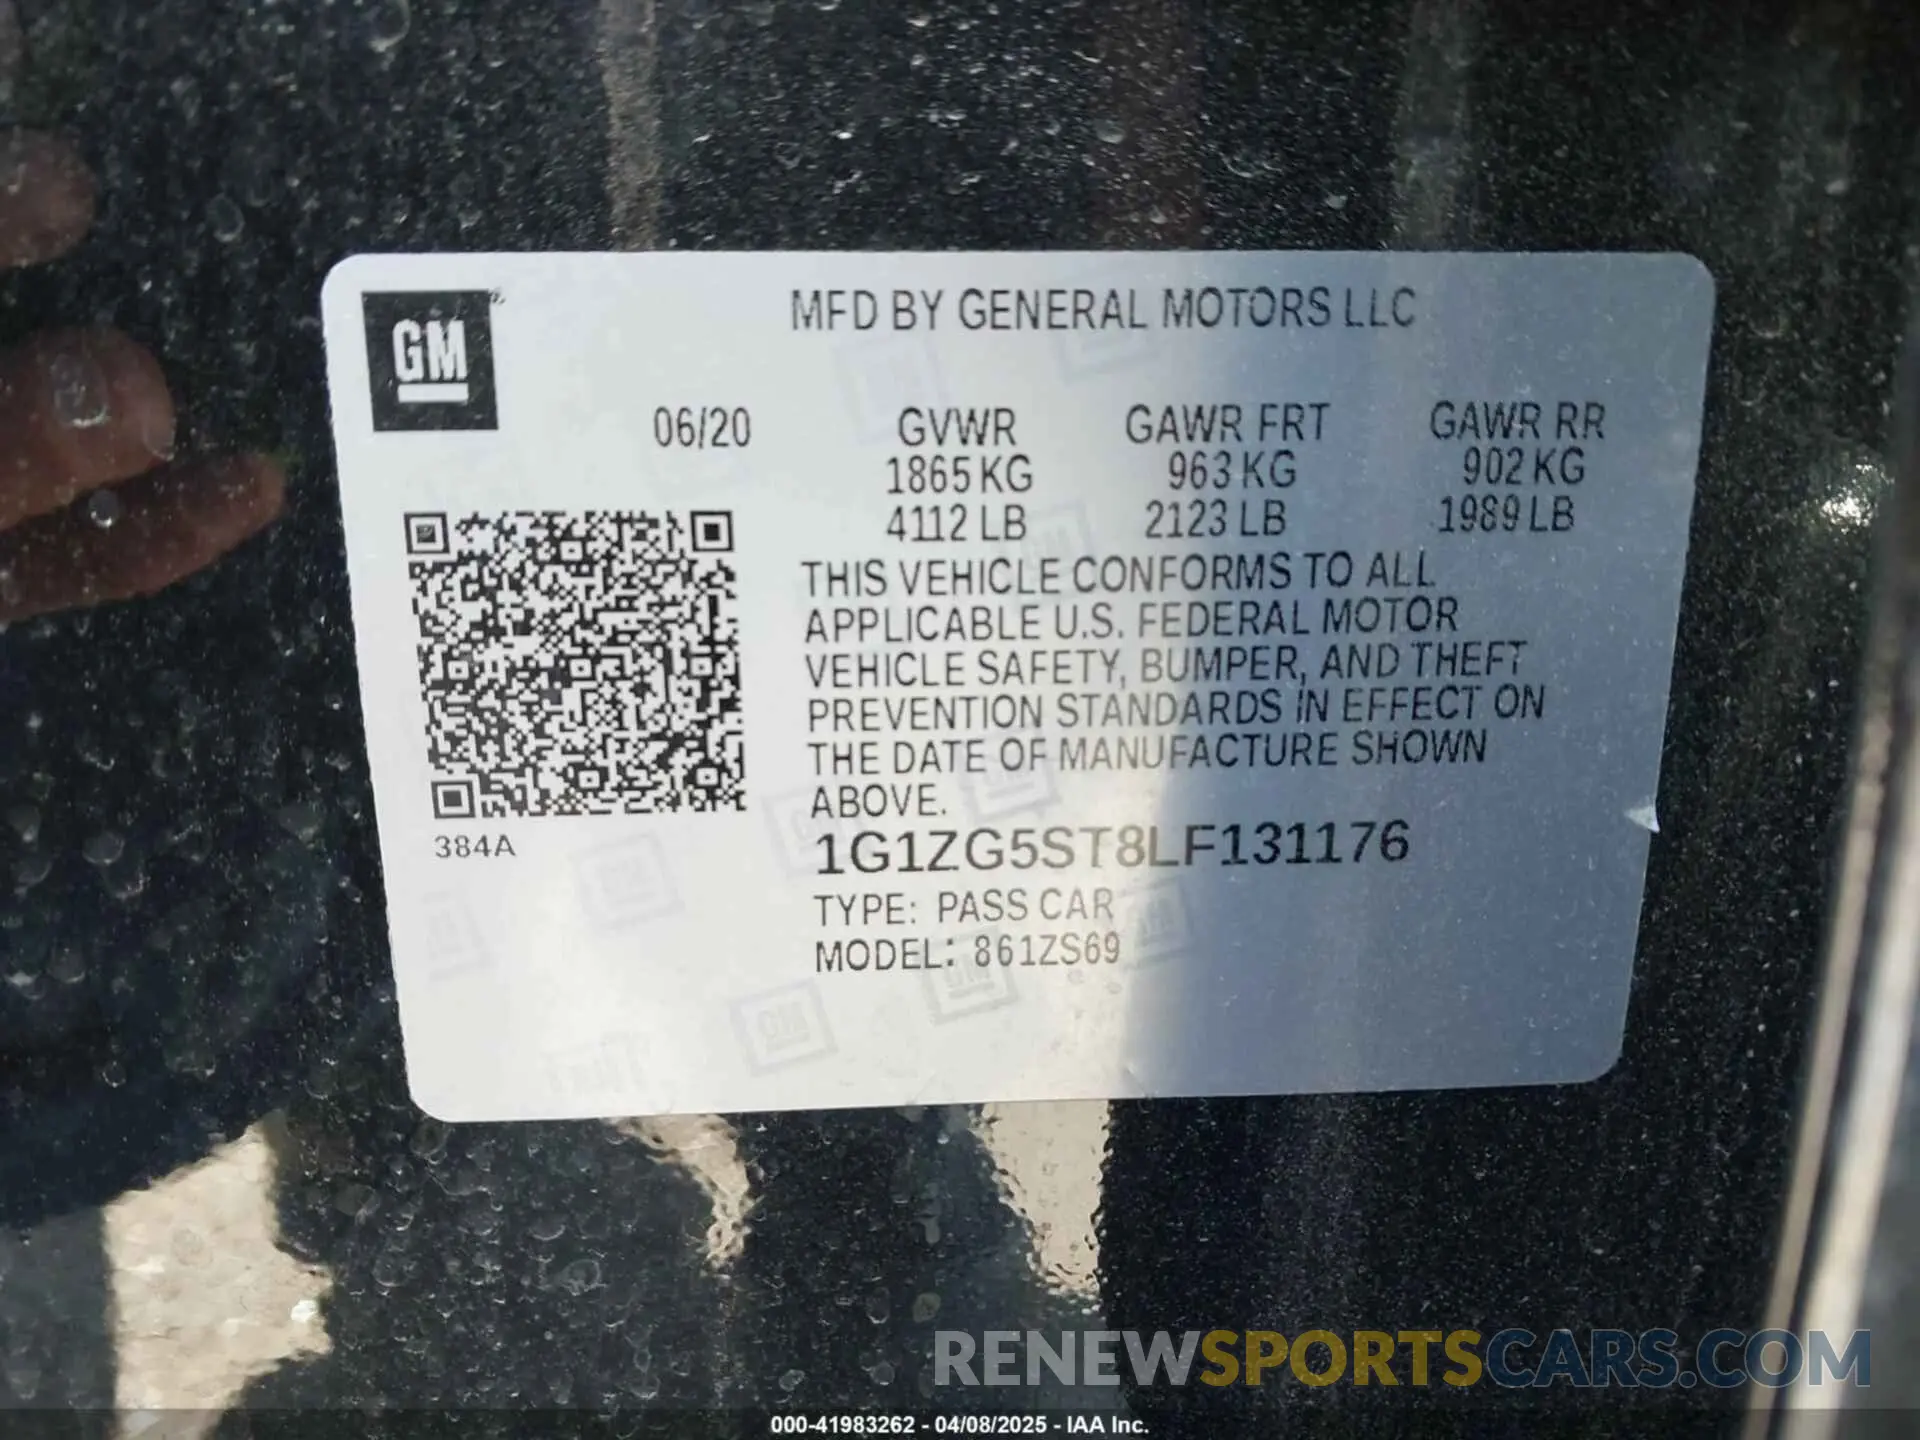 GM
MFD BY GENERAL MOTORS LLC
06/20 GVWR GAWR FRT GAWR RR
1865 KG 963 KG 902 KG
4112 LB 2123 LB 1989 LB
THIS VEHICLE CONFORMS TO ALL
APPLICABLE U.S. FEDERAL MOTOR
VEHICLE SAFETY, BUMPER, AND THEFT
PREVENTION STANDARDS IN EFFECT ON
THE DATE OF MANUFACTURE SHOWN
ABOVE.
384A
1G1ZG5ST8LF131176
TYPE: PASS CAR
MODEL: 861ZS69
RENEWSPORTSCARS.COM
000-41983262 - 04/08/2025 - IAA Inc.